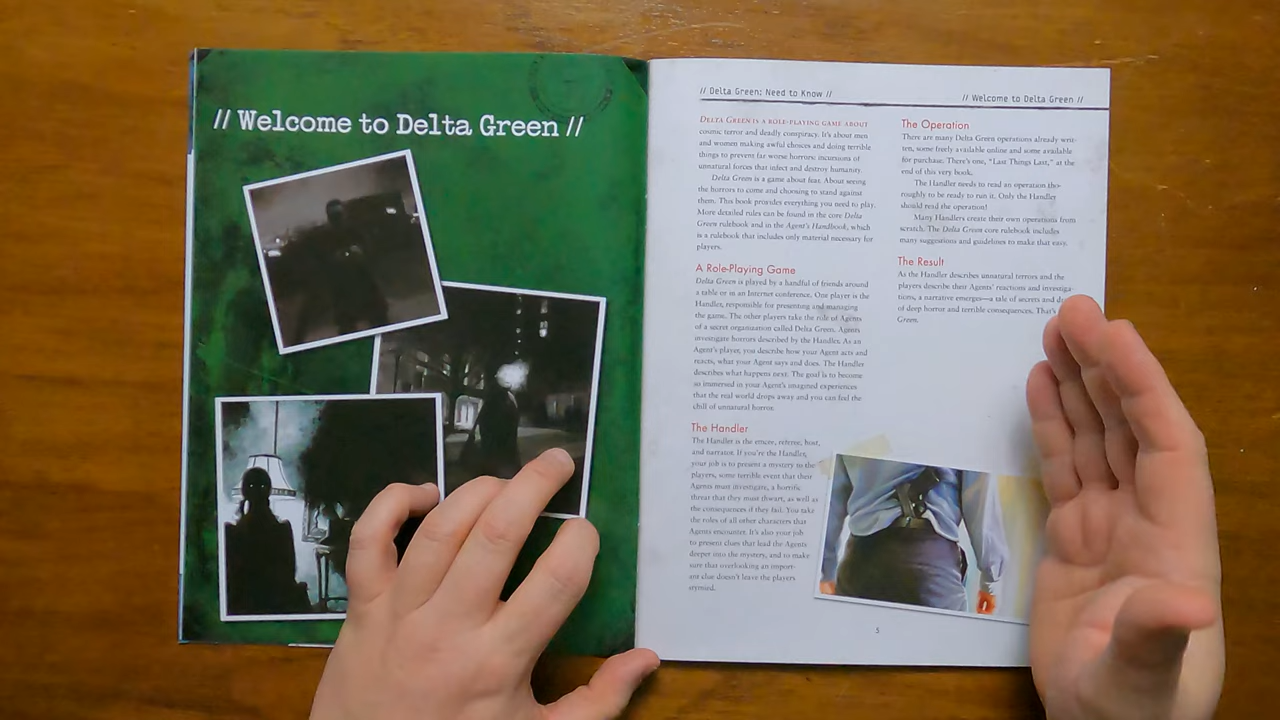 // Welcome to Delta Green //
// Delta Green: Need to Know //
// Welcome to Delta Green //
DELTA GREEN IS A ROLE-PLAYING GAME ABOUT
cosmic terror and deadly conspiracy. It's about men
and women making awful choices and doing terrible
things to prevent far worse horrors: incursions of
unnatural forces that infect and destroy humanity.
Delta Green is a game about fear. About seeing
the horrors to come and choosing to stand against
them. This book provides everything you need to play.
More detailed rules can be found in the core Delta
Green rulebook and in the Agent's Handbook, which
is a rulebook that includes only material necessary for
players.
A Role-Playing Game
Delta Green is played by a handful of friends around
a table or in an Internet conference. One player is the
Handler, responsible for presenting and managing
the game. The other players take the role of Agents
of a secret organization called Delta Green. Agents
investigate horrors described by the Handler. As an
Agent's player, you describe how your Agent acts and
reacts, what your Agent says and does. The Handler
describes what happens next. The goal is to become
so immersed in your Agent's imagined experiences
that the real world drops away and you can feel the
chill of unnatural horror.
The Handler
The Handler is the emcee, referee, host,
and narrator. If you're the Handler,
your job is to present a mystery to the
players, some terrible event that their
Agents must investigate, a horrific
threat that they must thwart, as well as
the consequences if they fail. You take
the roles of all other characters that
Agents encounter. It's also your job
to present clues that lead the Agents
deeper into the mystery, and to make
sure that overlooking an import-
ant clue doesn't leave the players
stymied.
The Operation
There are many Delta Green operations already writ-
ten, some freely available online and some available
for purchase. There's one, "Last Things Last," at the
end of this very book.
The Handler needs to read an operation tho-
roughly to be ready to run it. Only the Handler
should read the operation!
Many Handlers create their own operations from
scratch. The Delta Green core rulebook includes
many suggestions and guidelines to make that easy.
The Result
As the Handler describes unnatural terrors and the
players describe their Agents' reactions and investiga-
tions, a narrative emerges—a tale of secrets and
of deep horror and terrible consequences. That's
Green.
5